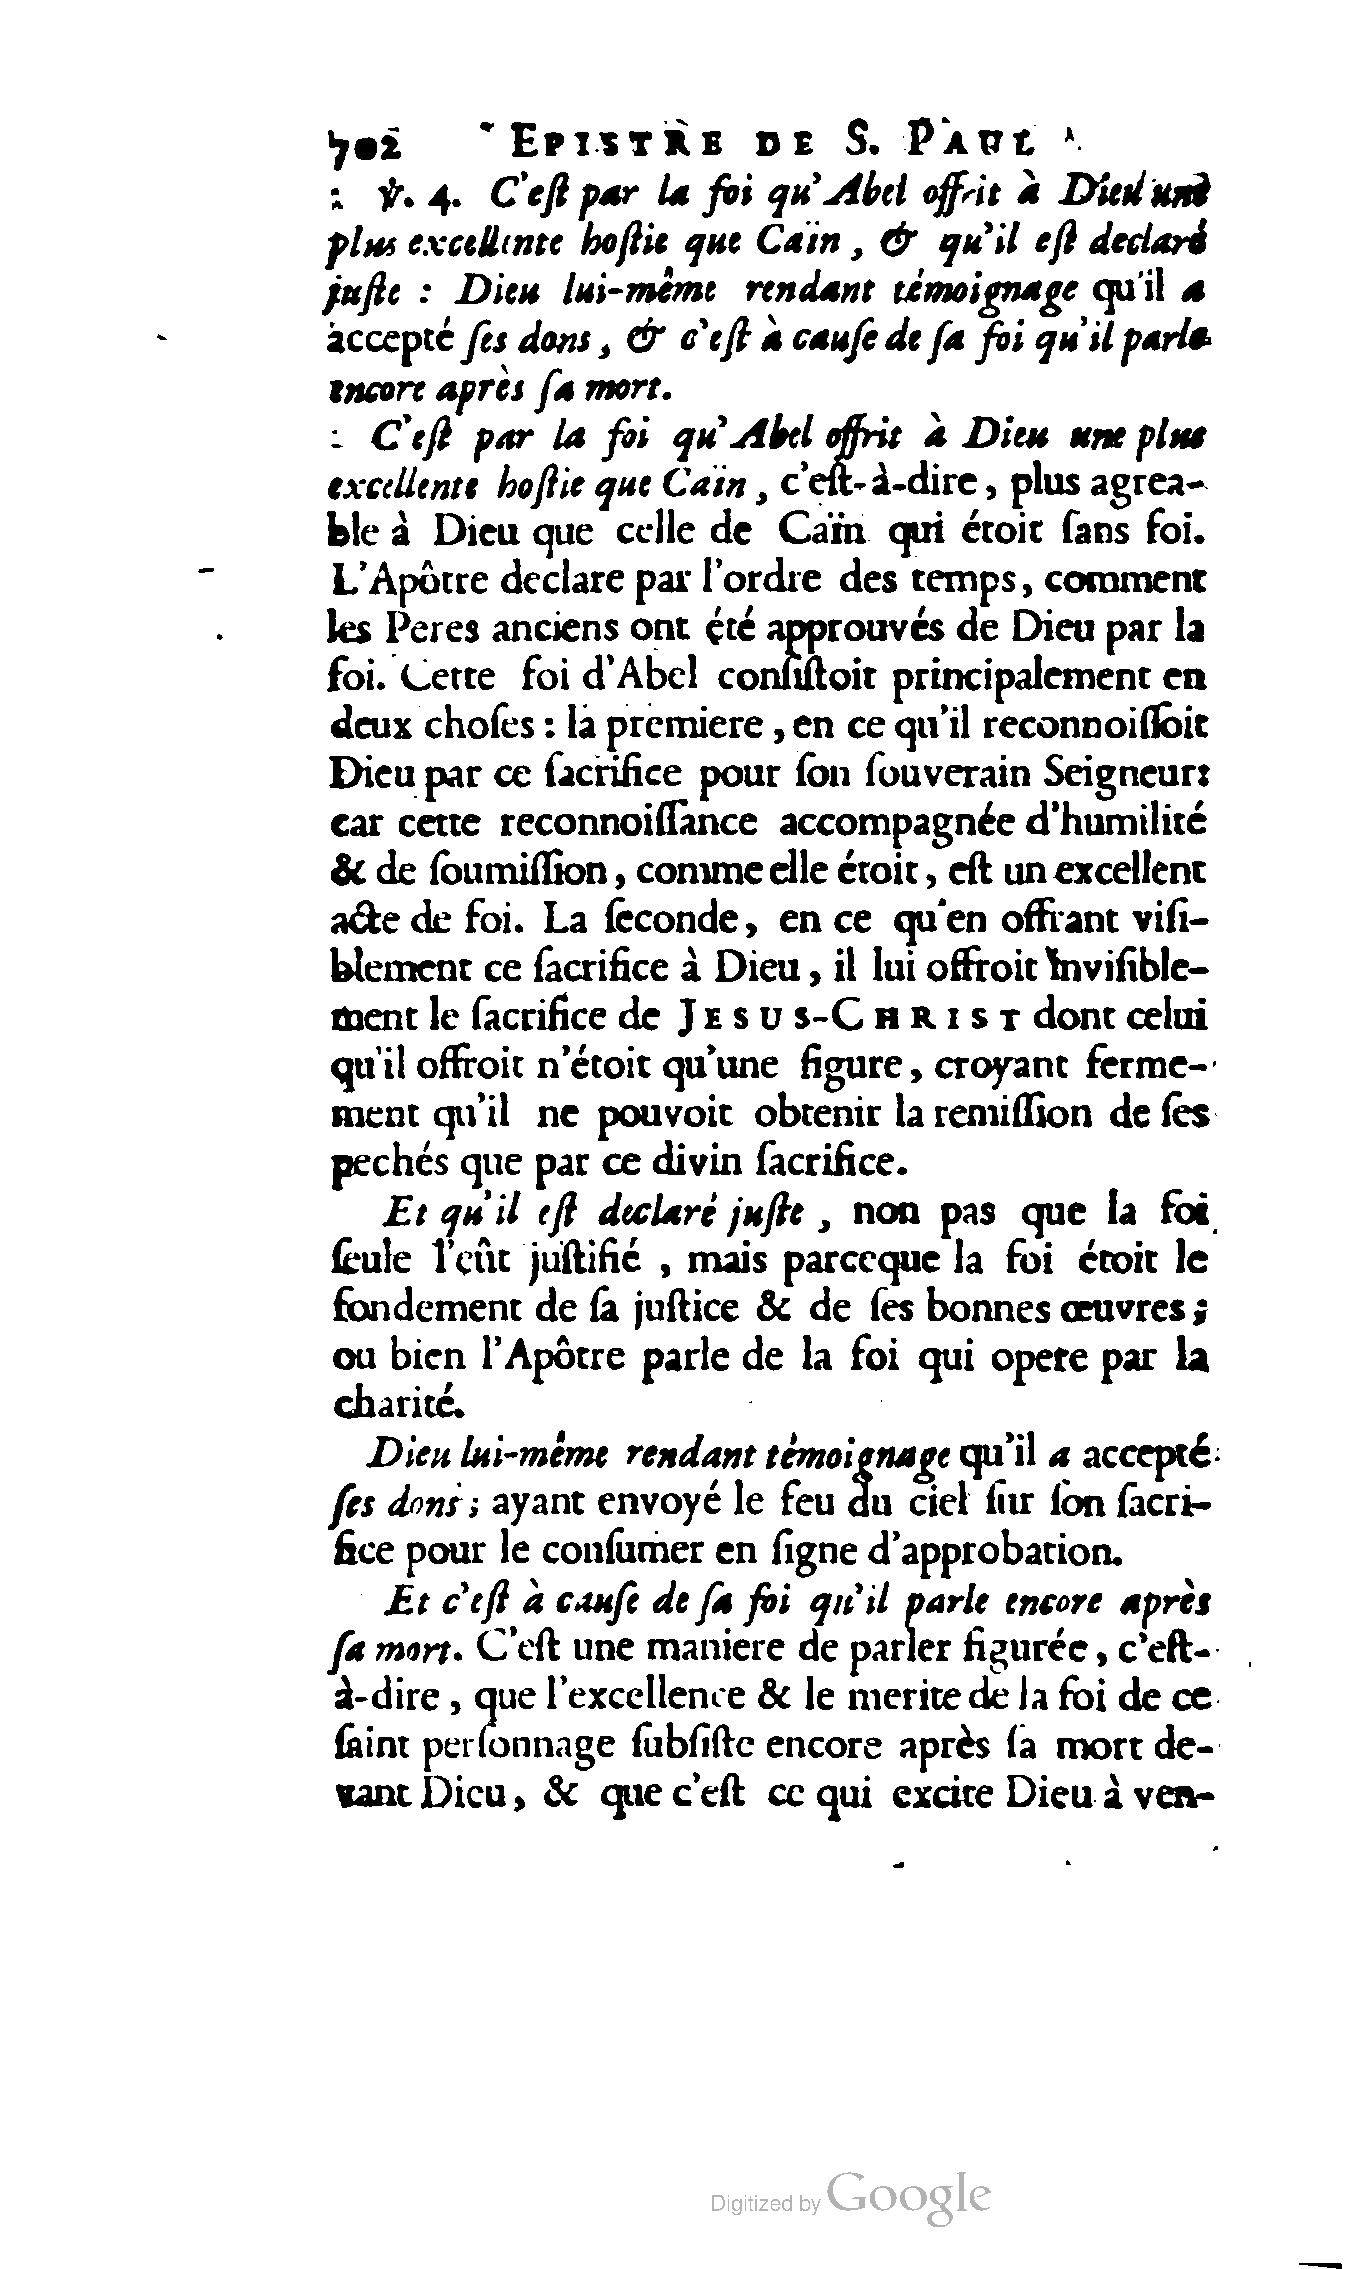 702 EPISTRE DE S. PAUL
℣. 4. C'eſt par la foi qu'Abel offrit à Dieu une
plus excellente hoſtie que Caïn, & qu'il eſt declaré
juſte : Dieu lui-même rendant témoignage qu'il a
accepté ſes dons, & c'eſt à cauſe de ſa foi qu'il parle
encore après ſa mort.
C'eſt par la foi qu'Abel offrit à Dieu une plus
excellente hoſtie que Caïn, c'eſt-à-dire, plus agrea-
ble à Dieu que celle de Caïn qui étoit ſans foi.
L'Apôtre declare par l'ordre des temps, comment
les Peres anciens ont été approuvés de Dieu par la
foi. Cette foi d'Abel conſiſtoit principalement en
deux choſes : la premiere, en ce qu'il reconnoiſſoit
Dieu par ce ſacrifice pour ſon ſouverain Seigneur:
car cette reconnoiſſance accompagnée d'humilité
& de ſoumiſſion, comme elle étoit, eſt un excellent
acte de foi. La ſeconde, en ce qu'en offrant viſi-
blement ce ſacrifice à Dieu, il lui offroit inviſible-
ment le ſacrifice de JESUS-CHRIST dont celui
qu'il offroit n'étoit qu'une figure, croyant ferme-
ment qu'il ne pouvoit obtenir la remiſſion de ſes
pechés que par ce divin ſacrifice.
Et qu'il eſt declaré juſte, non pas que la foi
ſeule l'eût juſtifié, mais parceque la foi étoit le
fondement de ſa juſtice & de ſes bonnes œuvres;
ou bien l'Apôtre parle de la foi qui opere par la
charité.
Dieu lui-même rendant témoignage qu'il a accepté
ſes dons; ayant envoyé le feu du ciel ſur ſon ſacri-
fice pour le conſumer en ſigne d'approbation.
Et c'eſt à cauſe de ſa foi qu'il parle encore après
ſa mort. C'eſt une maniere de parler figurée, c'eſt-
à-dire, que l'excellence & le merite de la foi de ce
ſaint perſonnage ſubſiſte encore après ſa mort de-
vant Dieu, & que c'eſt ce qui excite Dieu à ven-
Digitized by Google